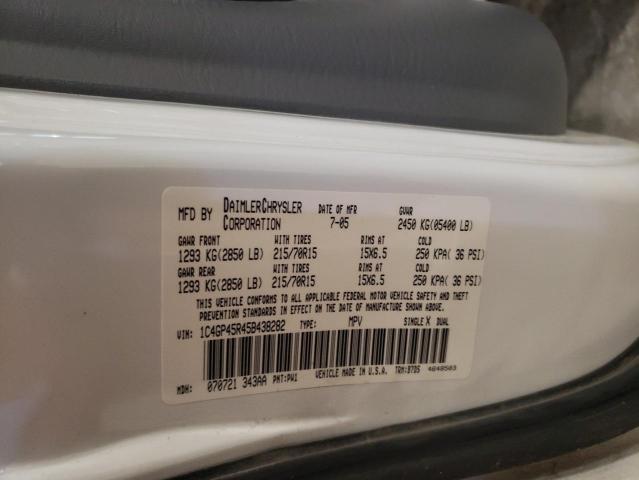 MFD BY DAIMLERCHRYSLER CORPORATION DATE OF MFR 7-05 GVWR 2450 KG(05400 LB)
GAWR FRONT WITH TIRES RIMS AT COLD
1293 KG(2850 LB) 215/70R15 15X6.5 250 KPA( 36 PSI)
GAWR REAR WITH TIRES RIMS AT COLD
1293 KG(2850 LB) 215/70R15 15X6.5 250 KPA( 36 PSI)
THIS VEHICLE CONFORMS TO ALL APPLICABLE FEDERAL MOTOR VEHICLE SAFETY AND THEFT
PREVENTION STANDARDS IN EFFECT ON THE DATE OF MANUFACTURE SHOWN ABOVE.
VIN: 1C4GP45R45B438282 TYPE: MPV SINGLE X DUAL
MDH: 070721 343AA PNT:PW1 VEHICLE MADE IN U.S.A. TRM:B7D5 4648503